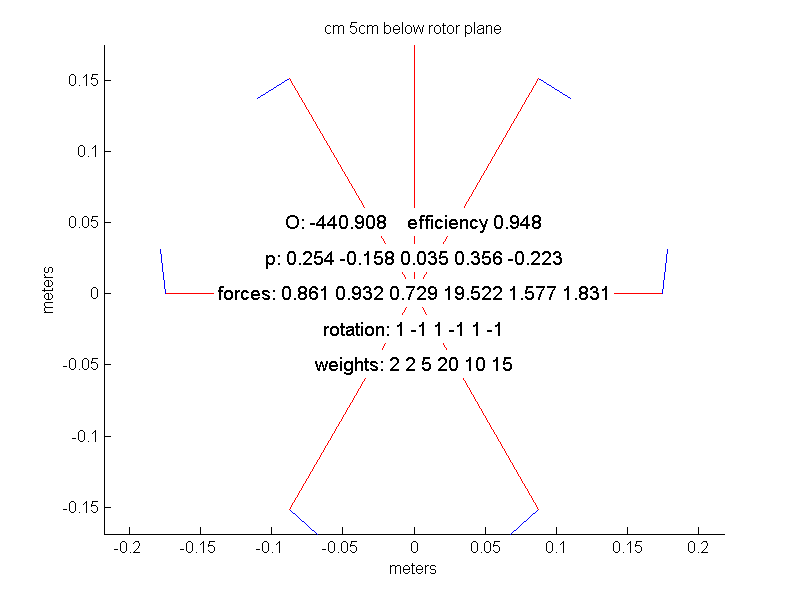 cm 5cm below rotor plane
0.15
0.1
0.05
0
-0.05
-0.1
-0.15
meters
O: -440.908 efficiency 0.948
p: 0.254 -0.158 0.035 0.356 -0.223
forces: 0.861 0.932 0.729 19.522 1.577 1.831
rotation: 1 -1 1 -1 1 -1
weights: 2 2 5 20 10 15
-0.2 -0.15 -0.1 -0.05 0 0.05 0.1 0.15 0.2
meters